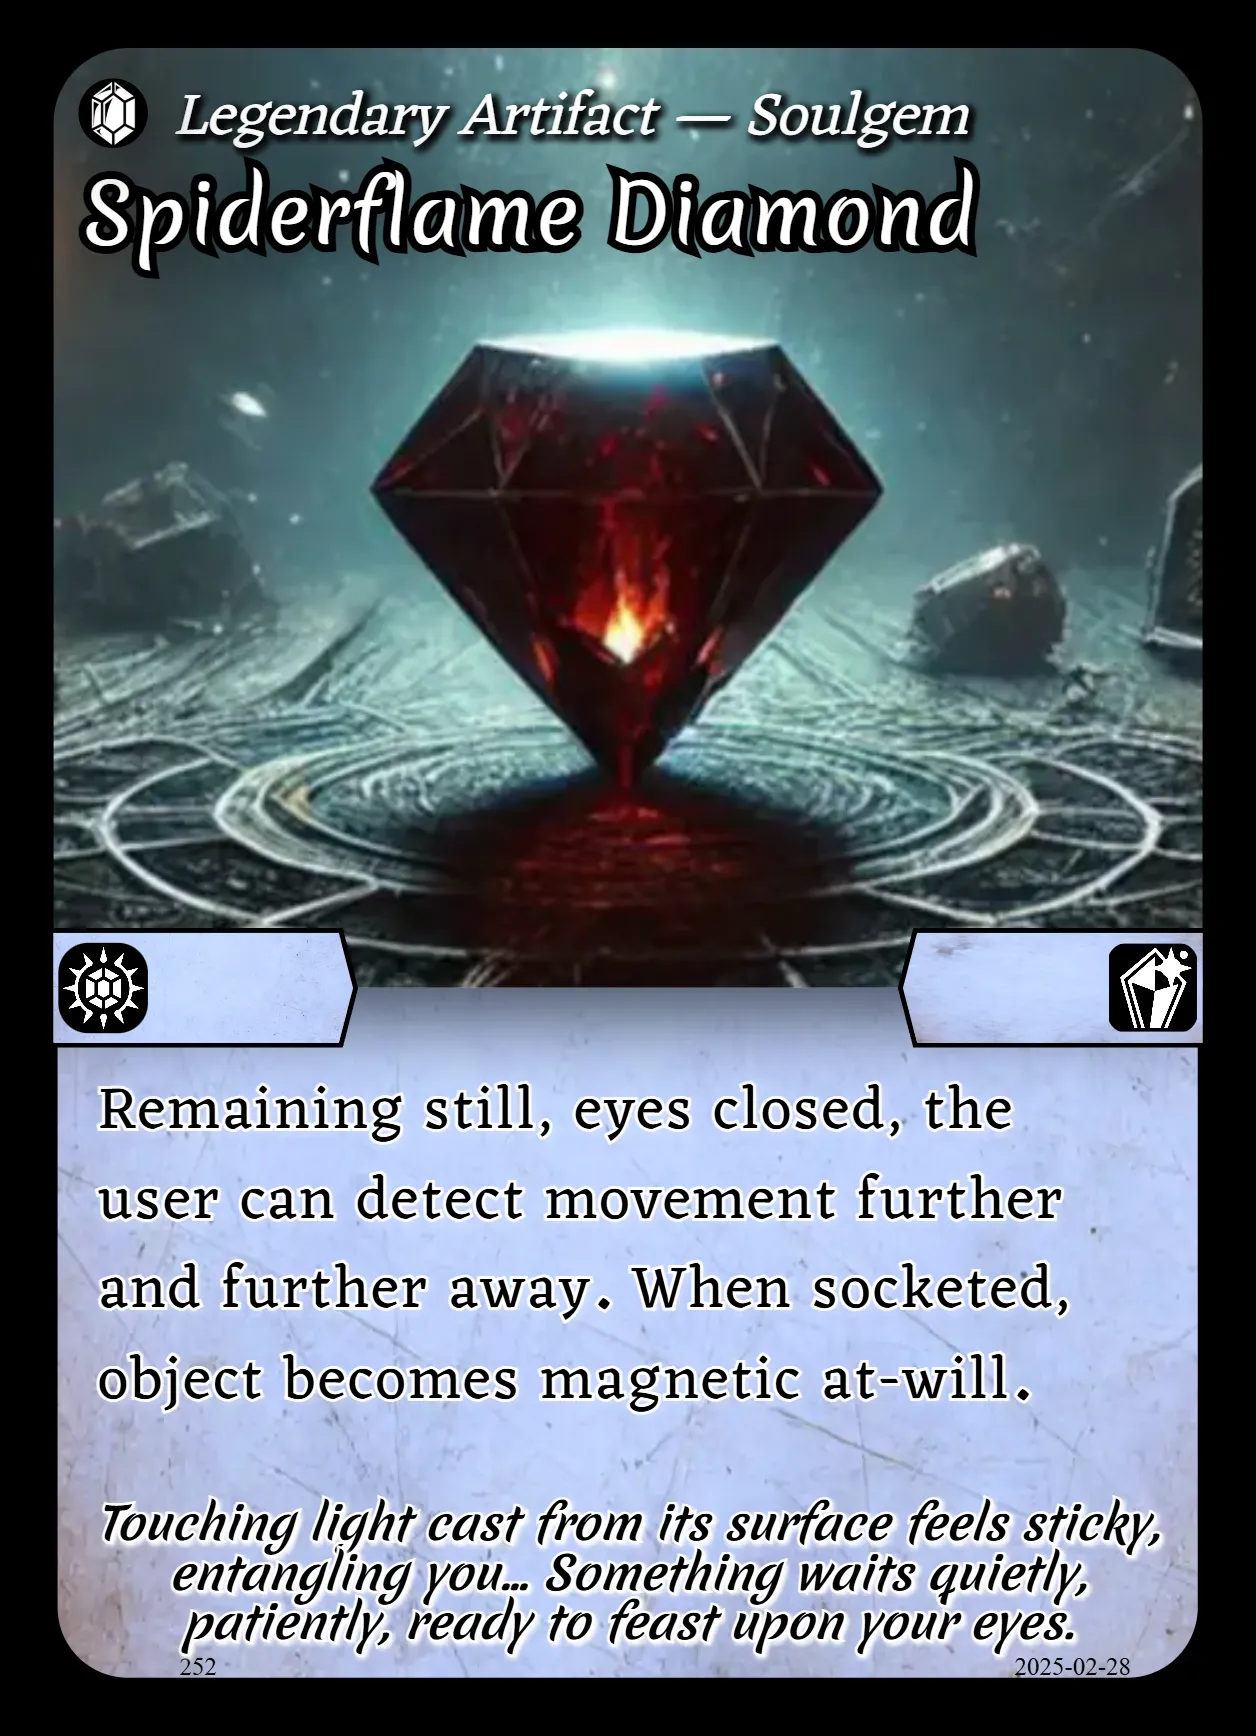 Legendary Artifact — Soulgem
Spiderflame Diamond
Remaining still, eyes closed, the
user can detect movement further
and further away. When socketed,
object becomes magnetic at-will.
Touching light cast from its surface feels sticky,
entangling you... Something waits quietly,
patiently, ready to feast upon your eyes.
252
2025-02-28